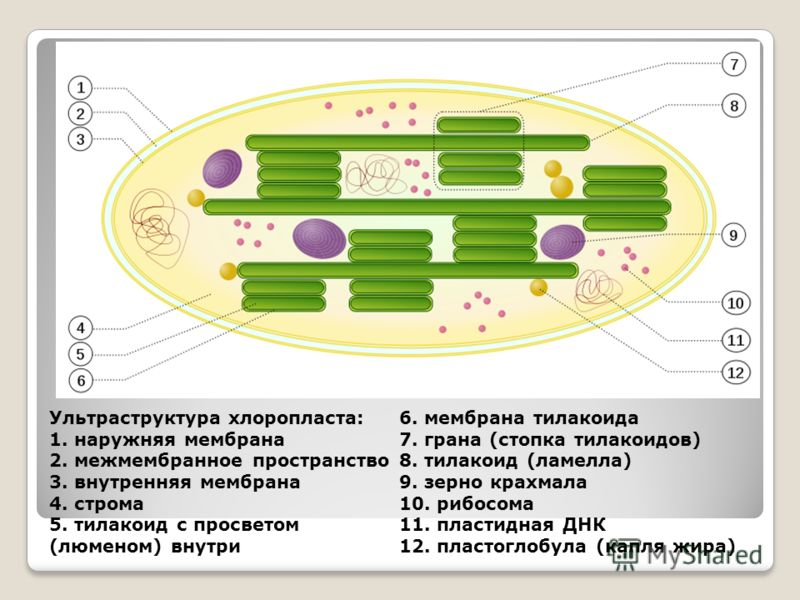 1
2
3
4
5
6
7
8
9
10
11
12
Ультраструктура хлоропласта:
1. наружняя мембрана
2. межмембранное пространство
3. внутренняя мембрана
4. строма
5. тилакоид с просветом
(люменом) внутри
6. мембрана тилакоида
7. грана (стопка тилакоидов)
8. тилакоид (ламелла)
9. зерно крахмала
10. рибосома
11. пластидная ДНК
12. пластоглобула (капля жира)
MyShared